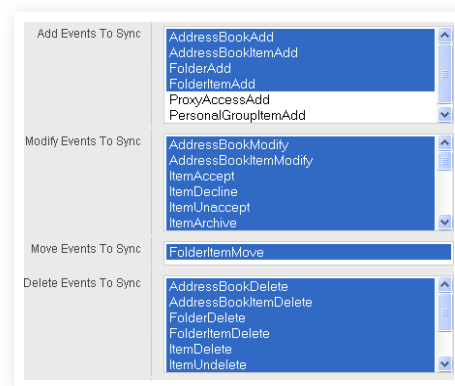 Add Events To Sync
AddressBookAdd
AddressBookItemAdd
FolderAdd
FolderItemAdd
ProxyAccessAdd
PersonalGroupItemAdd
Modify Events To Sync
AddressBookModify
AddressBookItemModify
ItemAccept
ItemDecline
ItemUnaccept
ItemArchive
Move Events To Sync
FolderItemMove
Delete Events To Sync
AddressBookDelete
AddressBookItemDelete
FolderDelete
FolderItemDelete
ItemDelete
ItemUndelete